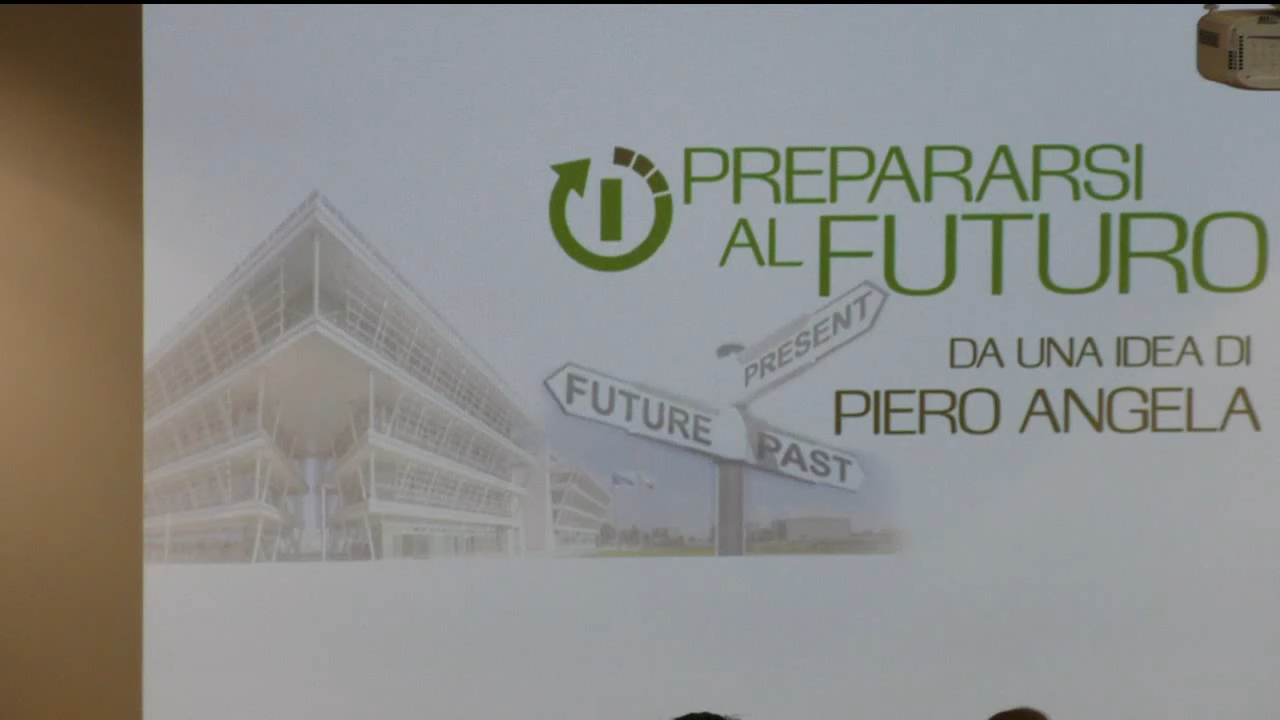 PREPARARSI
AL FUTURO
PRESENT
DA UNA IDEA DI
FUTURE
PIERO ANGELA
PAST